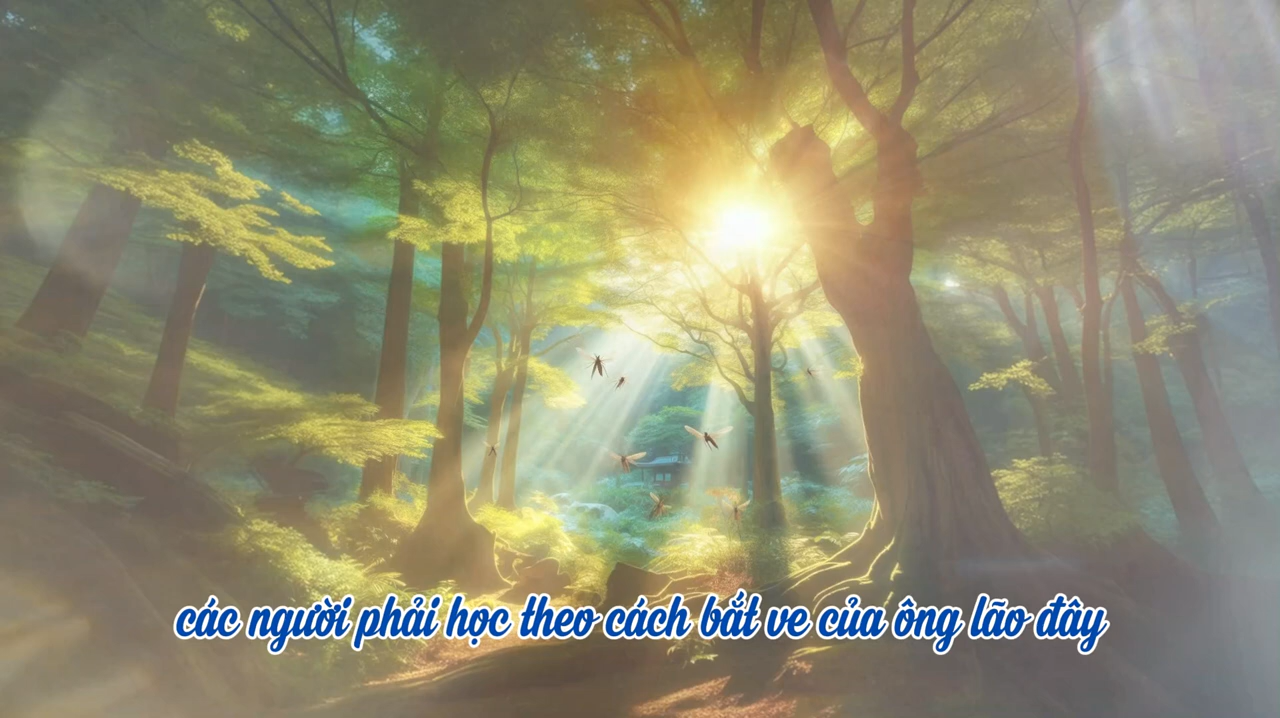 các người phải học theo cách bắt ve của ông lão đây